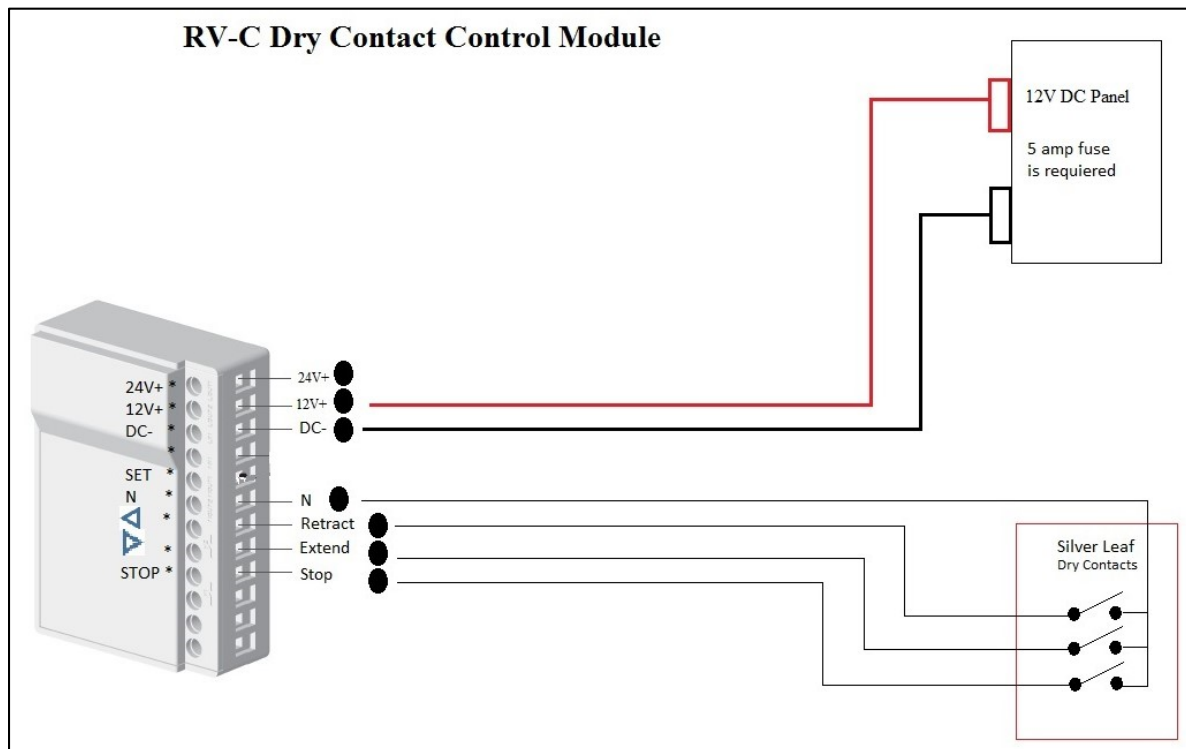 RV-C Dry Contact Control Module
12V DC Panel
5 amp fuse
is requiered
24V+ *
12V+ *
DC- *
*
SET *
N *
*
*
STOP *
24V+
12V+
DC-
N
Retract
Extend
Stop
Silver Leaf
Dry Contacts